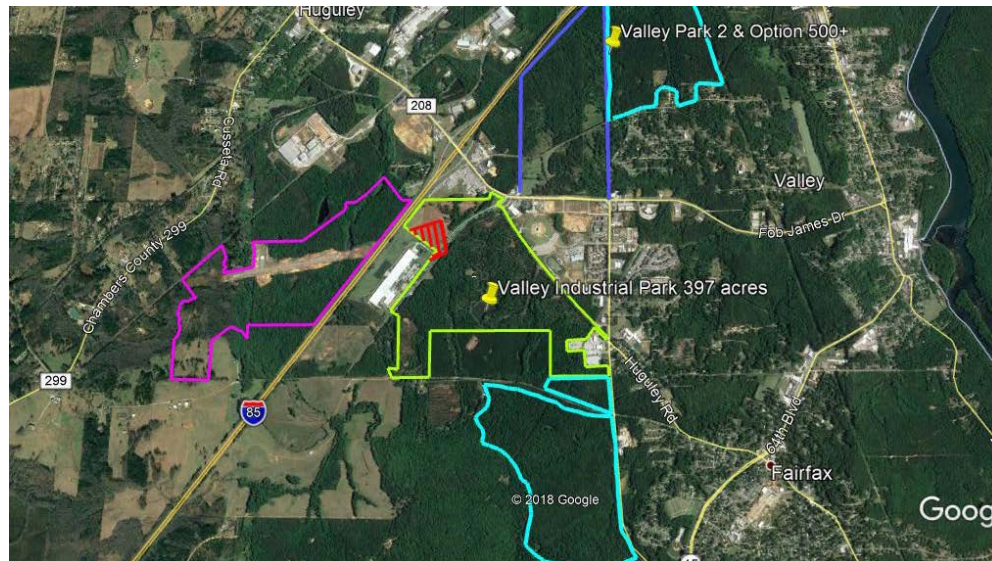 Huguley
Valley Park 2 & Option 500+
208
Cusseta Rd
Valley
Fob James Dr
Chambers County 299
Valley Industrial Park 397 acres
299
Huguley Rd
85
64th Blvd
Fairfax
© 2018 Google
Goog